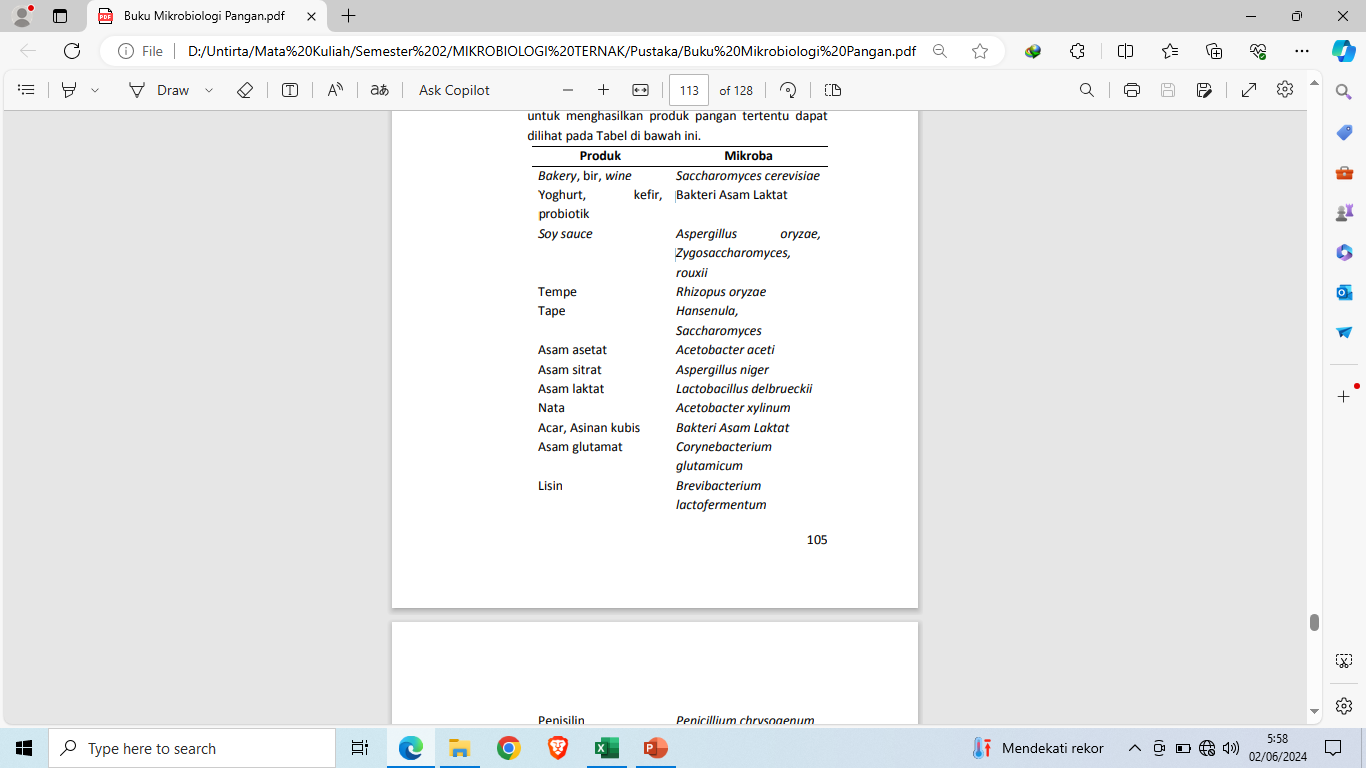 Buku Mikrobiologi Pangan.pdf
File D:/Untirta/Mata%20Kuliah/Semester%202/MIKROBIOLOGI%20TERNAK/Pustaka/Buku%20Mikrobiologi%20Pangan.pdf
Draw Ask Copilot 113 of 128
untuk menghasilkan produk pangan tertentu dapat
dilihat pada Tabel di bawah ini.
Produk Mikroba
Bakery, bir, wine Saccharomyces cerevisiae
Yoghurt, kefir, Bakteri Asam Laktat
probiotik
Soy sauce Aspergillus oryzae,
Zygosaccharomyces,
rouxii
Tempe Rhizopus oryzae
Tape Hansenula,
Saccharomyces
Asam asetat Acetobacter aceti
Asam sitrat Aspergillus niger
Asam laktat Lactobacillus delbrueckii
Nata Acetobacter xylinum
Acar, Asinan kubis Bakteri Asam Laktat
Asam glutamat Corynebacterium
glutamicum
Lisin Brevibacterium
lactofermentum
105
Penisilin Penicillium chrysogenum
Type here to search Mendekati rekor 5:58
02/06/2024